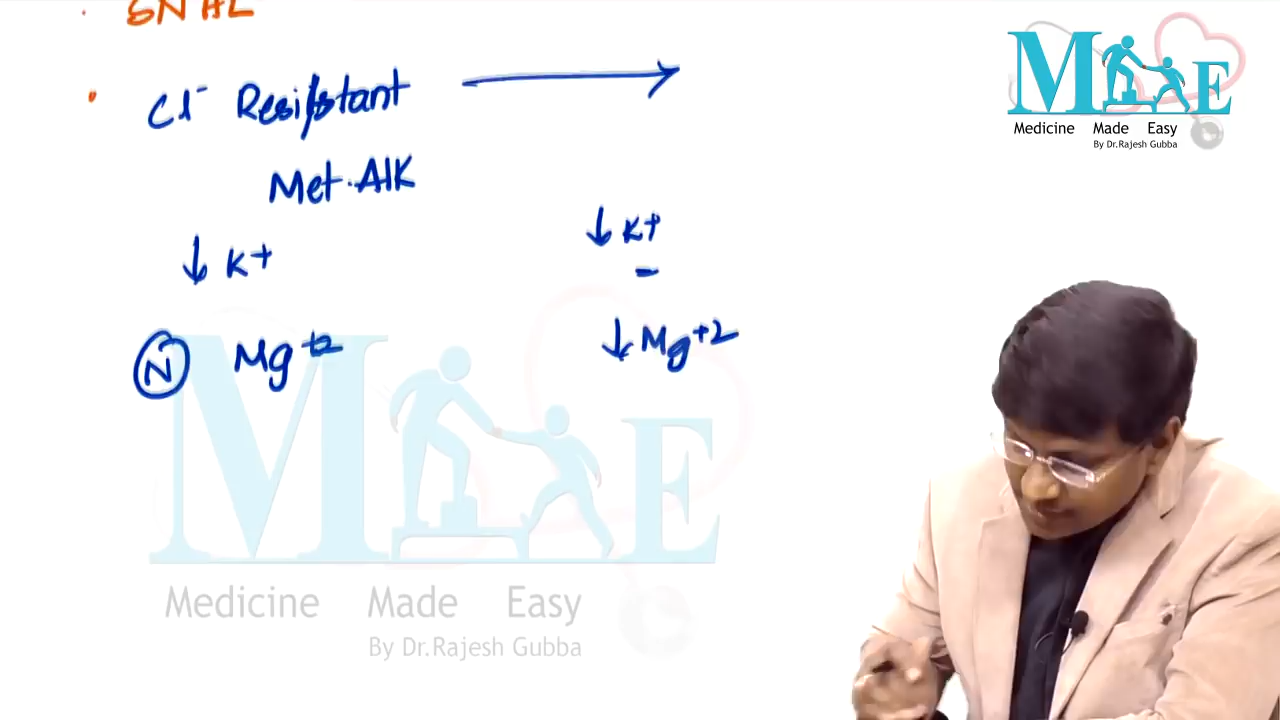 SNHL
• Cl⁻ Resistant →
Met. Alk
↓ K+
(N) Mg+2
↓ K+
-
↓ Mg+2
M E
Medicine Made Easy
By Dr.Rajesh Gubba
M E
Medicine Made Easy
By Dr.Rajesh Gubba